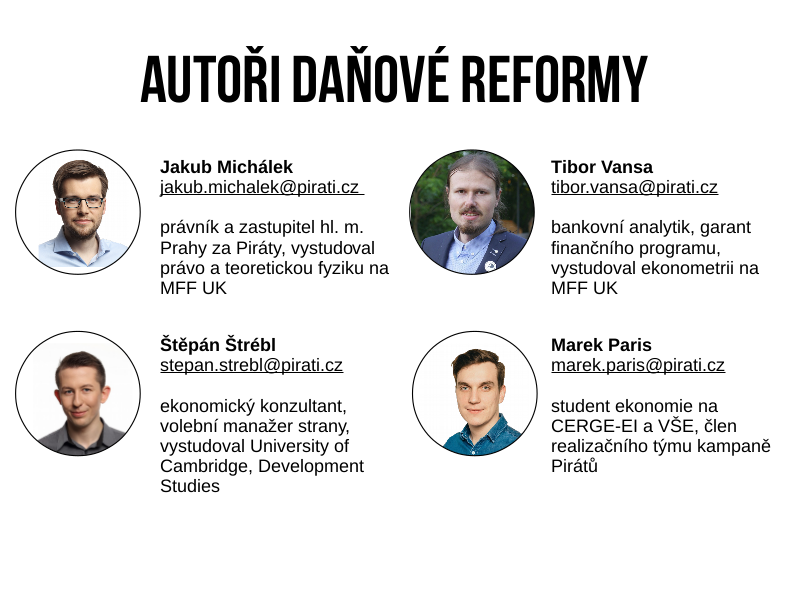 AUTOŘI DAŇOVÉ REFORMY
Jakub Michálek
jakub.michalek@pirati.cz
právník a zastupitel hl. m.
Prahy za Piráty, vystudoval
právo a teoretickou fyziku na
MFF UK
Tibor Vansa
tibor.vansa@pirati.cz
bankovní analytik, garant
finančního programu,
vystudoval ekonometrii na
MFF UK
Štěpán Štrébl
stepan.strebl@pirati.cz
ekonomický konzultant,
volební manažer strany,
vystudoval University of
Cambridge, Development
Studies
Marek Paris
marek.paris@pirati.cz
student ekonomie na
CERGE-EI a VŠE, člen
realizačního týmu kampaně
Pirátů